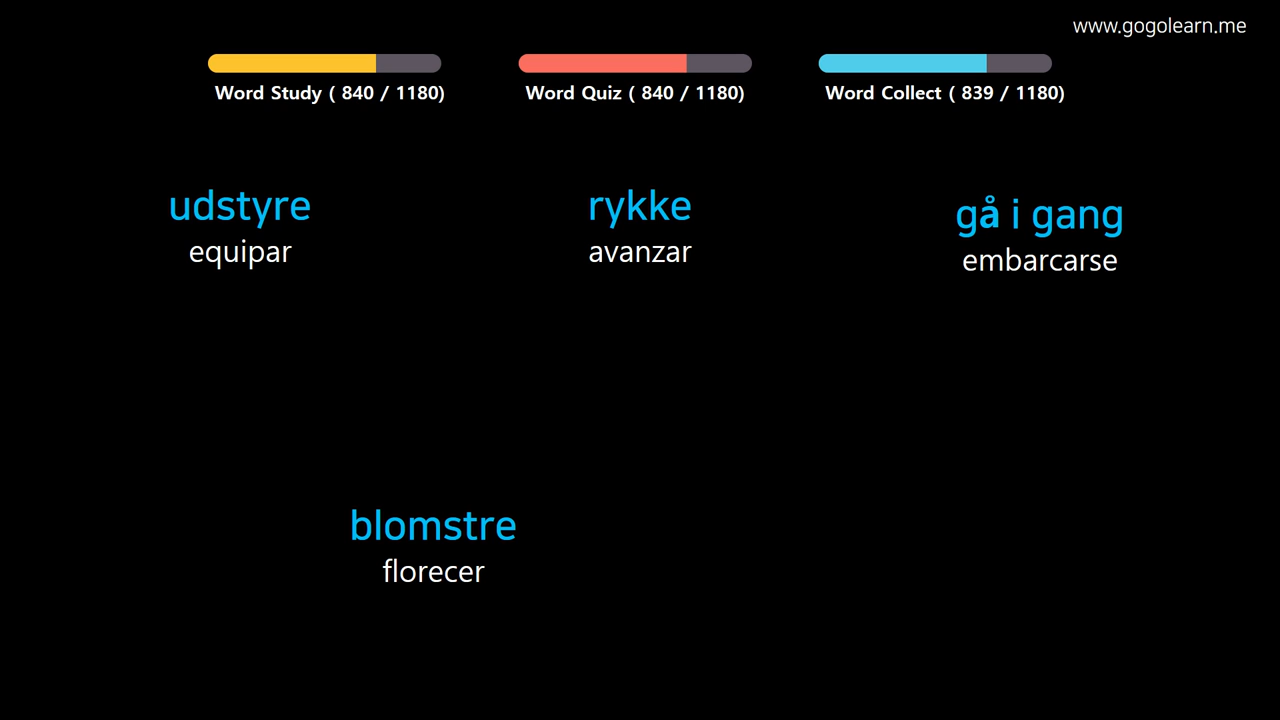 www.gogolearn.me
Word Study ( 840 / 1180)
Word Quiz ( 840 / 1180)
Word Collect ( 839 / 1180)
udstyre
equipar
rykke
avanzar
gå i gang
embarcarse
blomstre
florecer